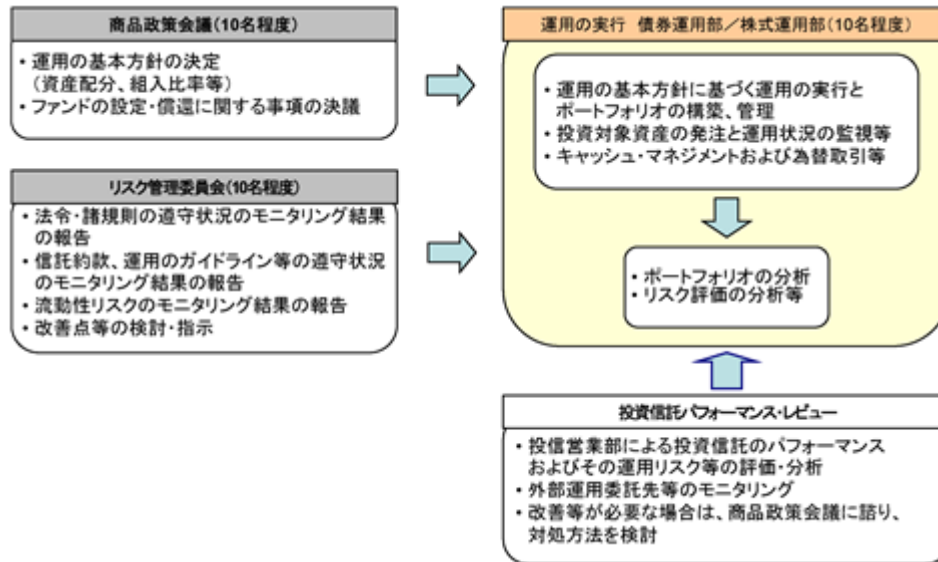 商品政策会議(10名程度)
・運用の基本方針の決定
(資産配分、組入比率等)
・ファンドの設定・償還に関する事項の決議
リスク管理委員会(10名程度)
・法令・諸規則の遵守状況のモニタリング結果
の報告
・信託約款、運用のガイドライン等の遵守状況
のモニタリング結果の報告
・流動性リスクのモニタリング結果の報告
・改善点等の検討・指示
運用の実行 債券運用部/株式運用部(10名程度)
・運用の基本方針に基づく運用の実行と
ポートフォリオの構築、管理
・投資対象資産の発注と運用状況の監視等
・キャッシュ・マネジメントおよび為替取引等
・ポートフォリオの分析
・リスク評価の分析等
投資信託パフォーマンス・レビュー
・投信営業部による投資信託のパフォーマンス
およびその運用リスク等の評価・分析
・外部運用委託先等のモニタリング
・改善等が必要な場合は、商品政策会議に諮り、
対処方法を検討